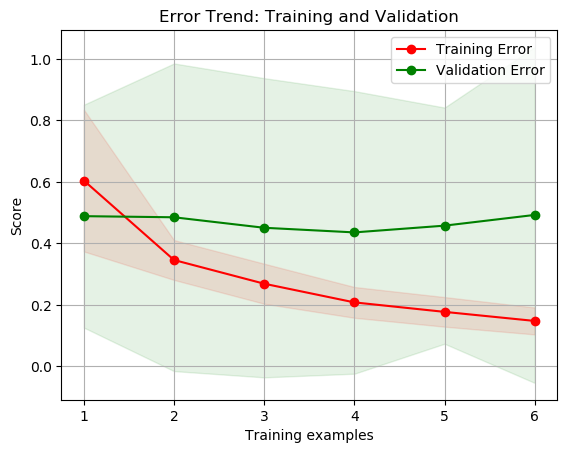 Error Trend: Training and Validation
Training Error
Validation Error
1.0
0.8
0.6
0.4
0.2
0.0
Score
1 2 3 4 5 6
Training examples